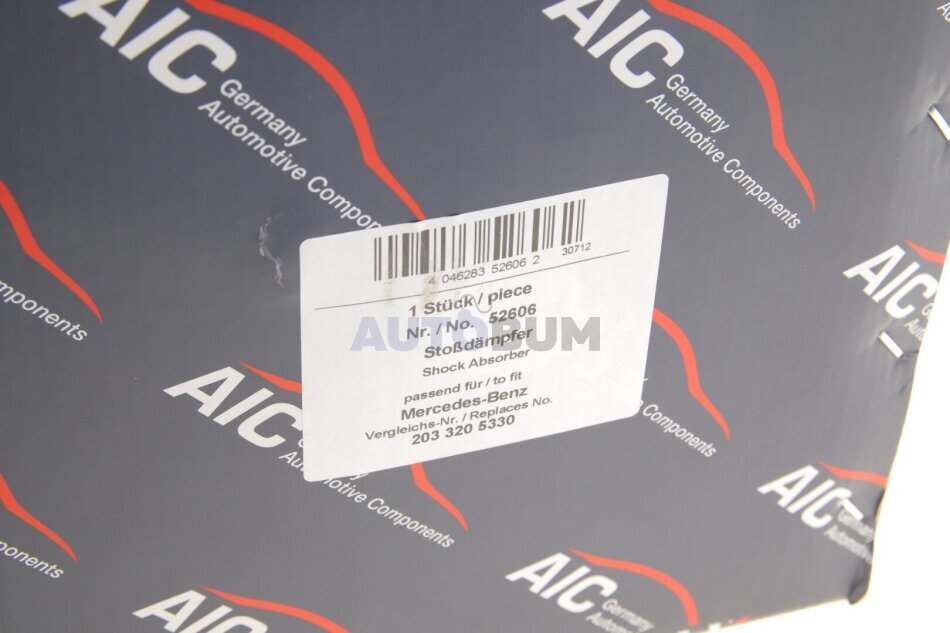 AIC
Germany
Automotive Components
AIC
Germany
Automotive Components
4 046283 52606 2
30712
1 Stück / piece
Nr. / No. 52606
Stoßdämpfer
Shock Absorber
passend für / to fit
Mercedes-Benz
Vergleichs-Nr. / Replaces No.
203 320 5330
AUTOBUM
AIC
AIC
Automotive Components
Components
AIC
Germany
Automotive
Components
AIC
Germany
Automotive
AIC